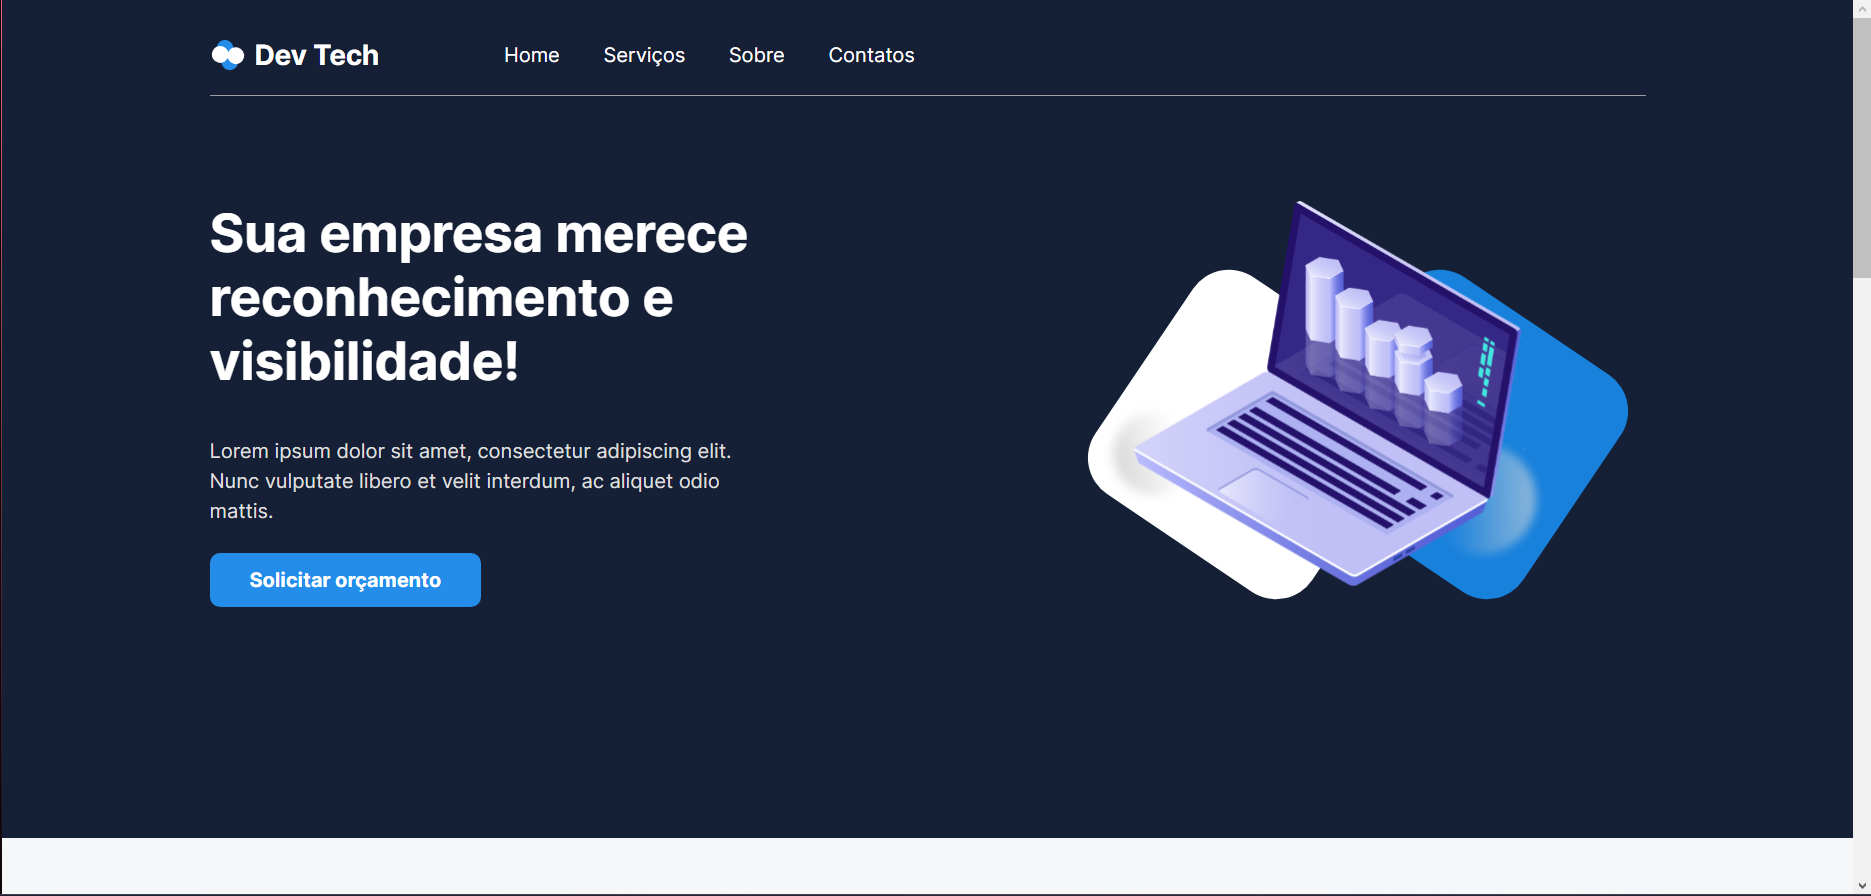 Dev Tech
Home Serviços Sobre Contatos
Sua empresa merece
reconhecimento e
visibilidade!
Lorem ipsum dolor sit amet, consectetur adipiscing elit.
Nunc vulputate libero et velit interdum, ac aliquet odio
mattis.
Solicitar orçamento